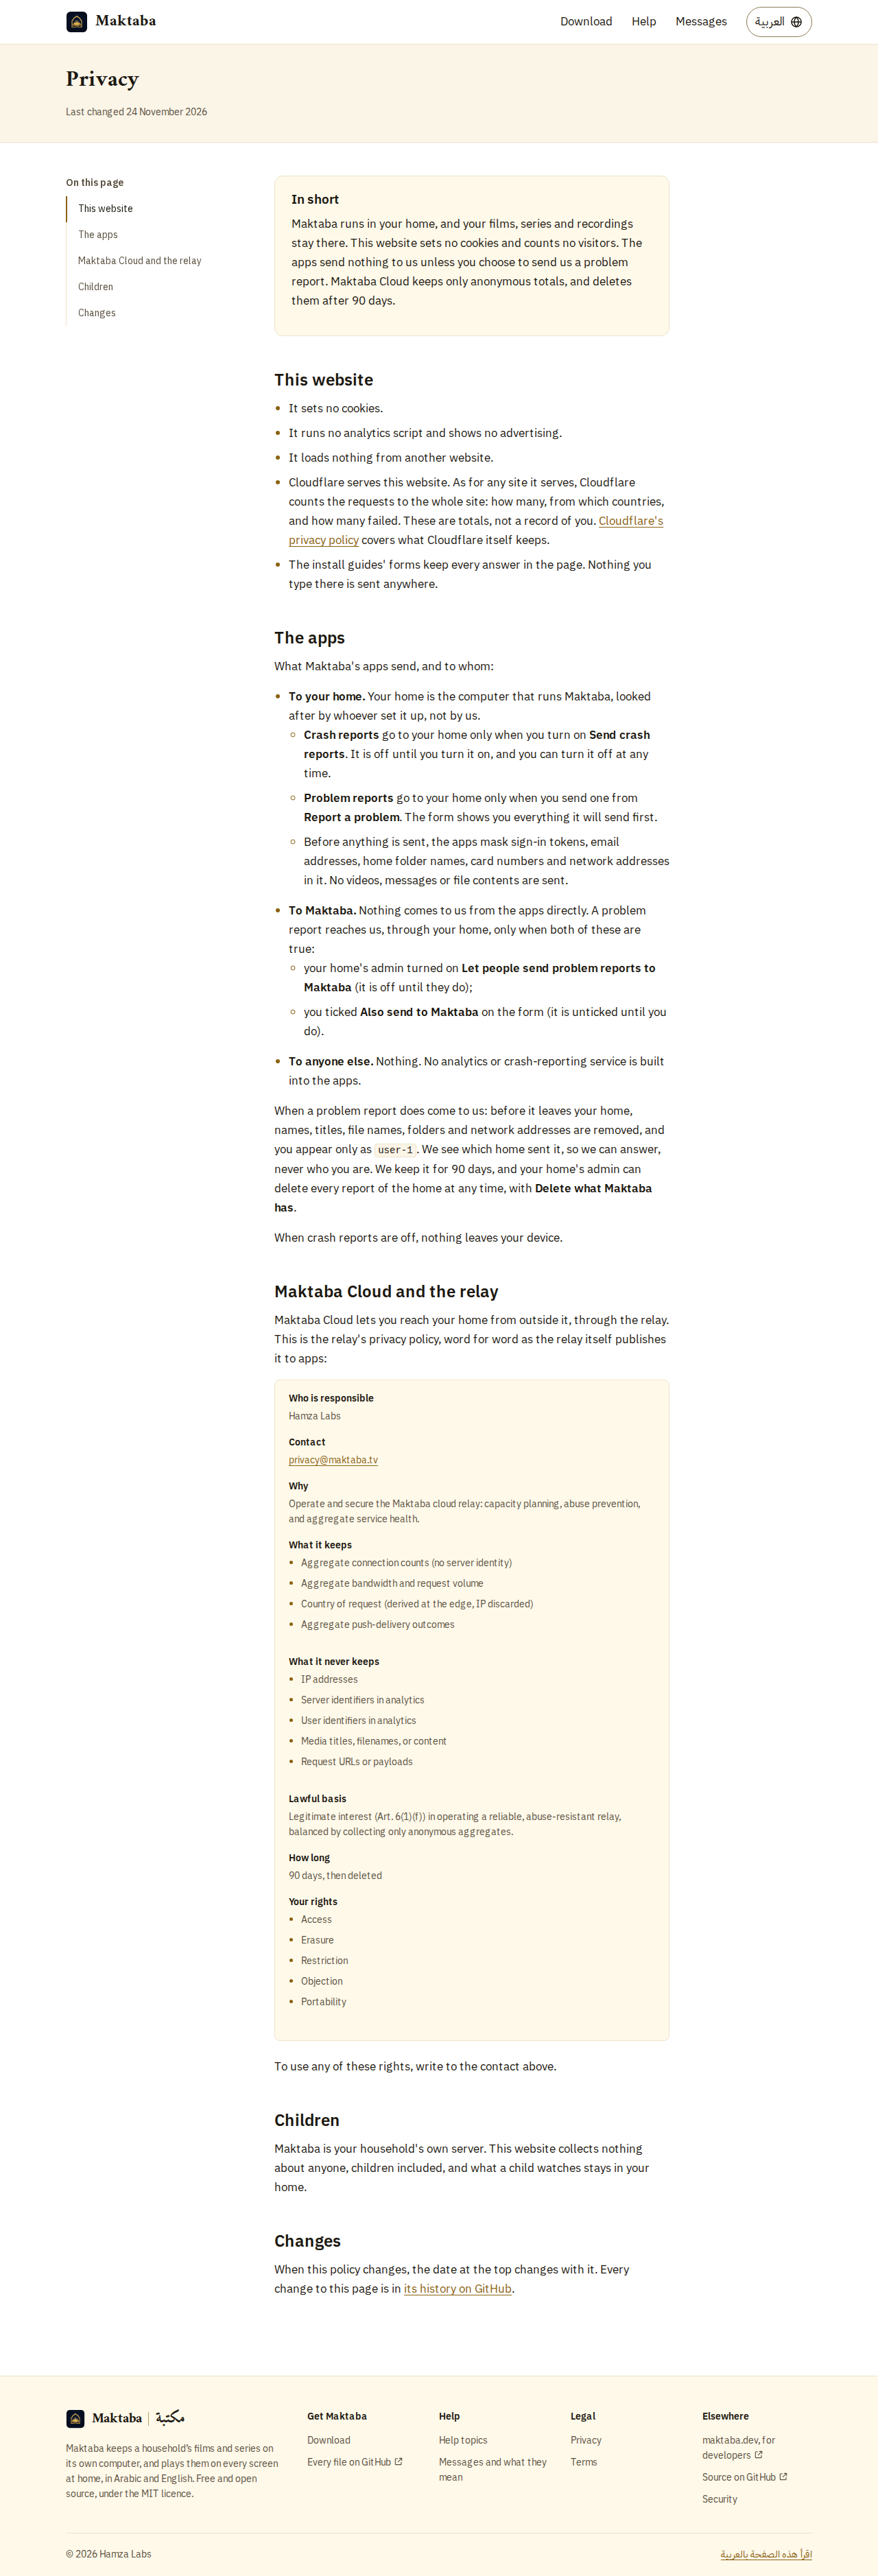 Maktaba
Download
Help
Messages
العربية
Privacy
Last changed 24 November 2026
On this page
This website
The apps
Maktaba Cloud and the relay
Children
Changes
In short
Maktaba runs in your home, and your films, series and recordings
stay there. This website sets no cookies and counts no visitors. The
apps send nothing to us unless you choose to send us a problem
report. Maktaba Cloud keeps only anonymous totals, and deletes
them after 90 days.
This website
It sets no cookies.
It runs no analytics script and shows no advertising.
It loads nothing from another website.
Cloudflare serves this website. As for any site it serves, Cloudflare
counts the requests to the whole site: how many, from which countries,
and how many failed. These are totals, not a record of you. Cloudflare's
privacy policy covers what Cloudflare itself keeps.
The install guides' forms keep every answer in the page. Nothing you
type there is sent anywhere.
The apps
What Maktaba's apps send, and to whom:
To your home. Your home is the computer that runs Maktaba, looked
after by whoever set it up, not by us.
Crash reports go to your home only when you turn on Send crash
reports. It is off until you turn it on, and you can turn it off at any
time.
Problem reports go to your home only when you send one from
Report a problem. The form shows you everything it will send first.
Before anything is sent, the apps mask sign-in tokens, email
addresses, home folder names, card numbers and network addresses
in it. No videos, messages or file contents are sent.
To Maktaba. Nothing comes to us from the apps directly. A problem
report reaches us, through your home, only when both of these are
true:
your home's admin turned on Let people send problem reports to
Maktaba (it is off until they do);
you ticked Also send to Maktaba on the form (it is unticked until you
do).
To anyone else. Nothing. No analytics or crash-reporting service is built
into the apps.
When a problem report does come to us: before it leaves your home,
names, titles, file names, folders and network addresses are removed, and
you appear only as user-1. We see which home sent it, so we can answer,
never who you are. We keep it for 90 days, and your home's admin can
delete every report of the home at any time, with Delete what Maktaba
has.
When crash reports are off, nothing leaves your device.
Maktaba Cloud and the relay
Maktaba Cloud lets you reach your home from outside it, through the relay.
This is the relay's privacy policy, word for word as the relay itself publishes
it to apps:
Who is responsible
Hamza Labs
Contact
privacy@maktaba.tv
Why
Operate and secure the Maktaba cloud relay: capacity planning, abuse prevention,
and aggregate service health.
What it keeps
Aggregate connection counts (no server identity)
Aggregate bandwidth and request volume
Country of request (derived at the edge, IP discarded)
Aggregate push-delivery outcomes
What it never keeps
IP addresses
Server identifiers in analytics
User identifiers in analytics
Media titles, filenames, or content
Request URLs or payloads
Lawful basis
Legitimate interest (Art. 6(1)(f)) in operating a reliable, abuse-resistant relay,
balanced by collecting only anonymous aggregates.
How long
90 days, then deleted
Your rights
Access
Erasure
Restriction
Objection
Portability
To use any of these rights, write to the contact above.
Children
Maktaba is your household's own server. This website collects nothing
about anyone, children included, and what a child watches stays in your
home.
Changes
When this policy changes, the date at the top changes with it. Every
change to this page is in its history on GitHub.
Maktaba | مكتبة
Maktaba keeps a household's films and series on
its own computer, and plays them on every screen
at home, in Arabic and English. Free and open
source, under the MIT licence.
Get Maktaba
Download
Every file on GitHub
Help
Help topics
Messages and what they
mean
Legal
Privacy
Terms
Elsewhere
maktaba.dev, for
developers
Source on GitHub
Security
© 2026 Hamza Labs
اقرأ هذه الصفحة بالعربية